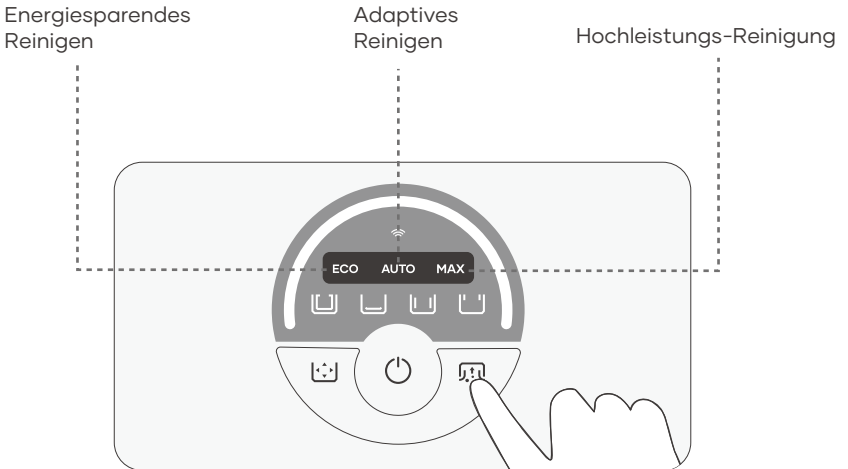 Energiesparendes
Reinigen
Adaptives
Reinigen
Hochleistungs-Reinigung
ECO AUTO MAX